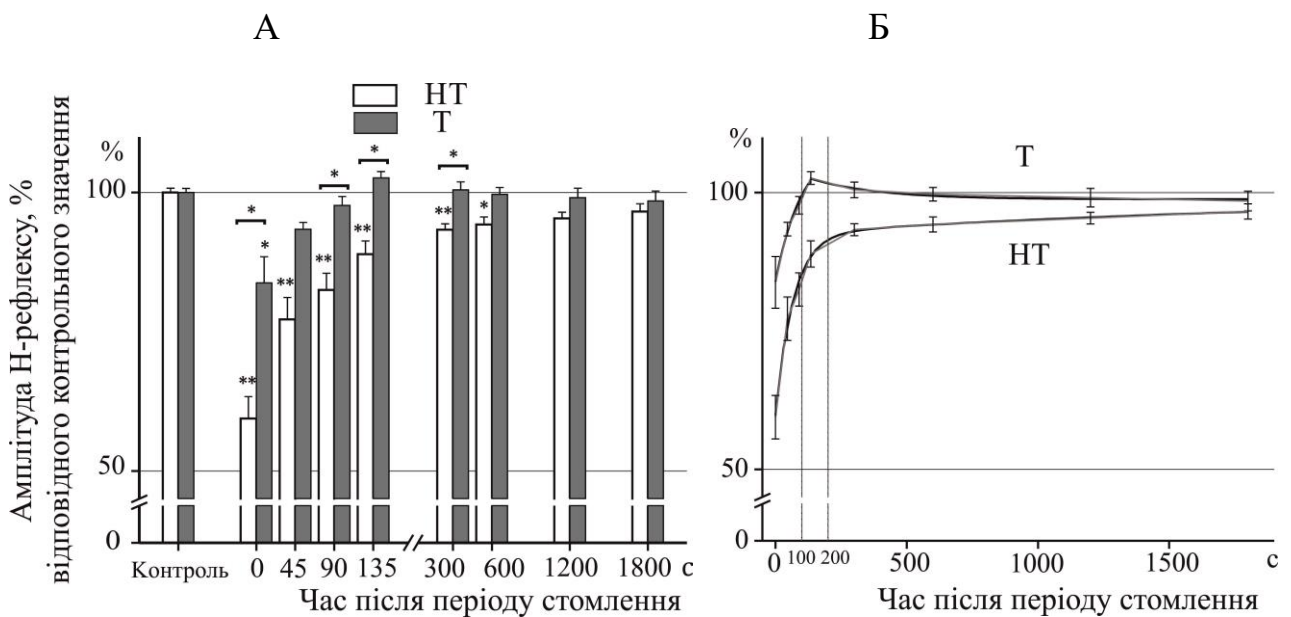 А
Б
НТ
Т
Амплітуда Н-рефлексу, %
відповідного контрольного значення
%
*
*
*
*
100
**
*
*
**
**
**
**
*
50
0
Контроль 0 45 90 135 300 600 1200 1800 с
Час після періоду стомлення
%
Т
100
НТ
50
0
0 100 200 500 1000 1500 с
Час після періоду стомлення